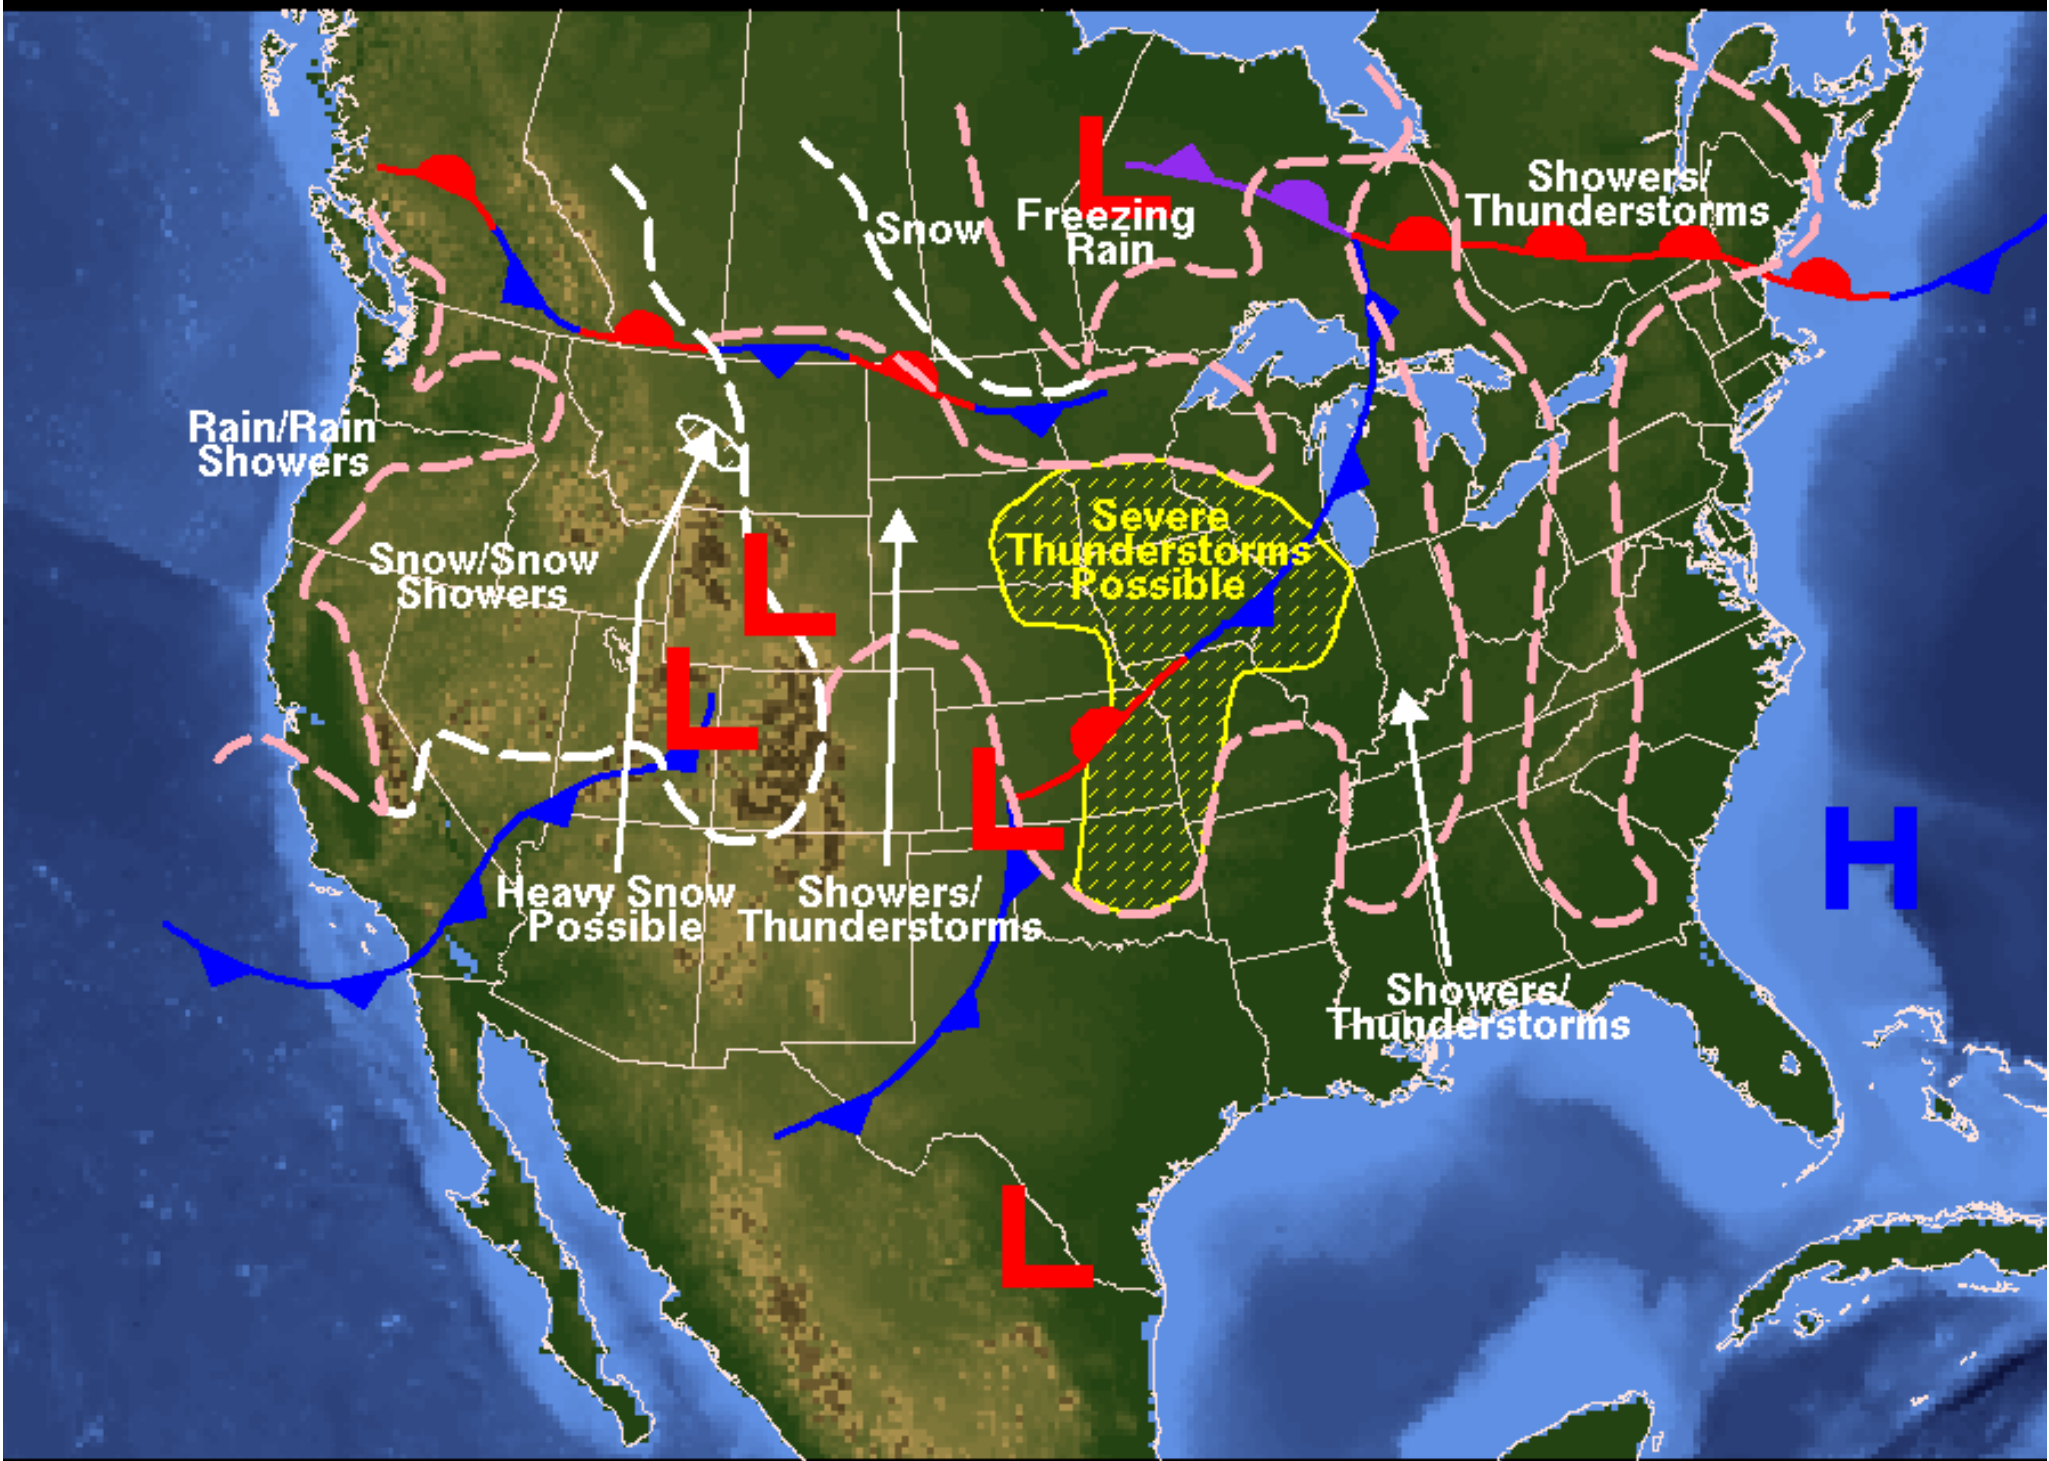 L
Showers/
Thunderstorms
Snow
Freezing
Rain
Rain/Rain
Showers
Snow/Snow
Showers
Severe
Thunderstorms
Possible
L
L
L
H
Heavy Snow
Possible
Showers/
Thunderstorms
Showers/
Thunderstorms
L